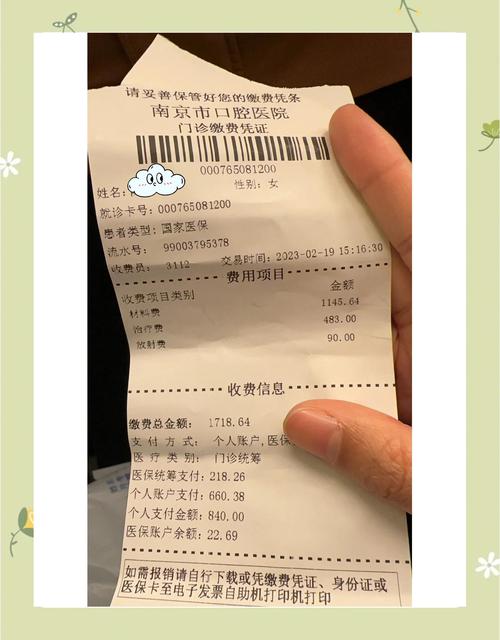 请妥善保管好您的缴费凭条
南京市口腔医院
门诊缴费凭证
000765081200
姓名: 性别: 女
就诊卡号: 000765081200
患者类型: 国家医保
流水号: 99003795378
收费员: 3112 交易时间: 2023-02-19 15:16:30
费用项目
收费项目类别 金额
材料费 1145.64
治疗费 483.00
放射费 90.00
收费信息
缴费总金额: 1718.64
支付方式: 个人账户, 医保
医疗类别: 门诊统筹
医保统筹支付: 218.26
个人账户支付: 660.38
个人支付金额: 840.00
医保账户余额: 22.69
如需报销请自行下载或凭缴费凭证、身份证或
医保卡至电子发票自助机打印机打印